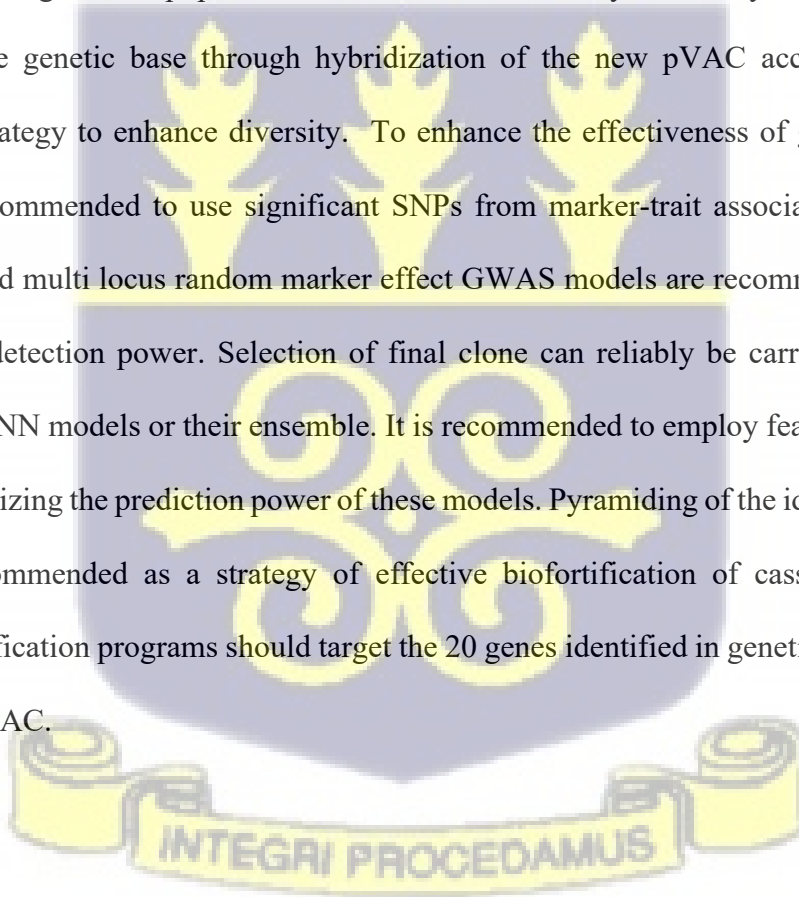 e genetic base through hybridization of the new pVAC acc
ategy to enhance diversity. To enhance the effectiveness of
ommended to use significant SNPs from marker-trait associa
d multi locus random marker effect GWAS models are recom
detection power. Selection of final clone can reliably be carr
NN models or their ensemble. It is recommended to employ fea
izing the prediction power of these models. Pyramiding of the id
ommended as a strategy of effective biofortification of cass
fication programs should target the 20 genes identified in geneti
AC.
INTEGRI PROCEDAMUS